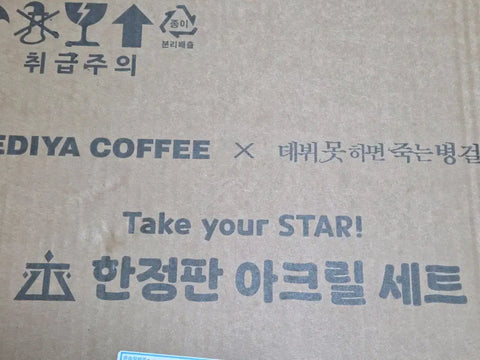 종이
분리배출
취급주의
EDIYA COFFEE × 데뷔 못 하면 죽는 병 걸
Take your STAR!
한정판 아크릴 세트